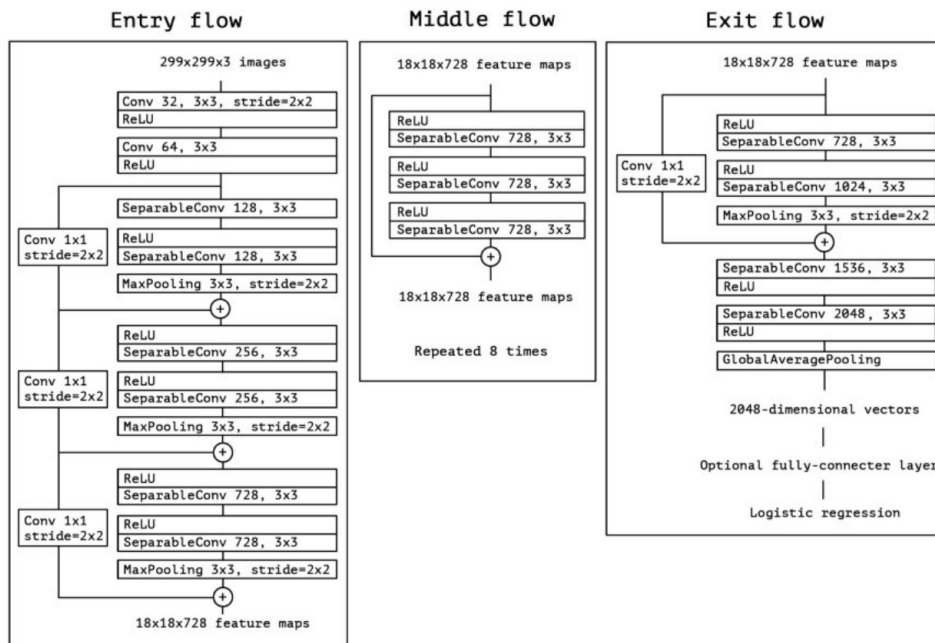 Entry flow
299x299x3 images
Conv 32, 3x3, stride=2x2
ReLU
Conv 64, 3x3
ReLU
SeparableConv 128, 3x3
Conv 1x1
stride=2x2
ReLU
SeparableConv 128, 3x3
MaxPooling 3x3, stride=2x2
+
ReLU
SeparableConv 256, 3x3
Conv 1x1
stride=2x2
ReLU
SeparableConv 256, 3x3
MaxPooling 3x3, stride=2x2
+
ReLU
SeparableConv 728, 3x3
Conv 1x1
stride=2x2
ReLU
SeparableConv 728, 3x3
MaxPooling 3x3, stride=2x2
+
18x18x728 feature maps
Middle flow
18x18x728 feature maps
ReLU
SeparableConv 728, 3x3
ReLU
SeparableConv 728, 3x3
ReLU
SeparableConv 728, 3x3
+
18x18x728 feature maps
Repeated 8 times
Exit flow
18x18x728 feature maps
ReLU
SeparableConv 728, 3x3
Conv 1x1
stride=2x2
ReLU
SeparableConv 1024, 3x3
MaxPooling 3x3, stride=2x2
+
SeparableConv 1536, 3x3
ReLU
SeparableConv 2048, 3x3
ReLU
GlobalAveragePooling
2048-dimensional vectors
Optional fully-connecter layer
Logistic regression